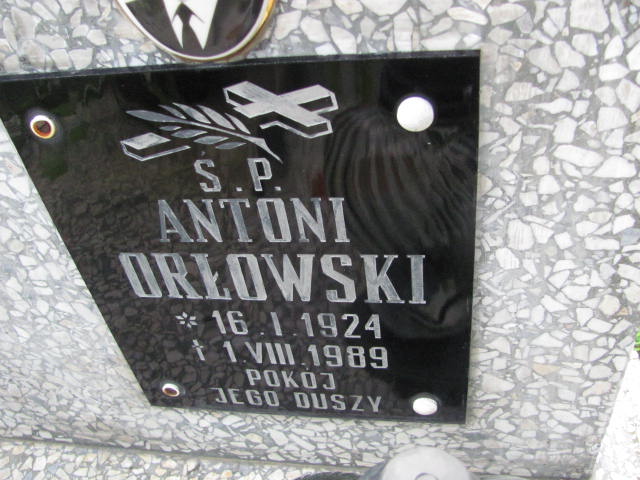 Ś.P.
ANTONI
ORŁOWSKI
* 16.I.1924
† 1.VIII.1989
POKÓJ
JEGO DUSZY